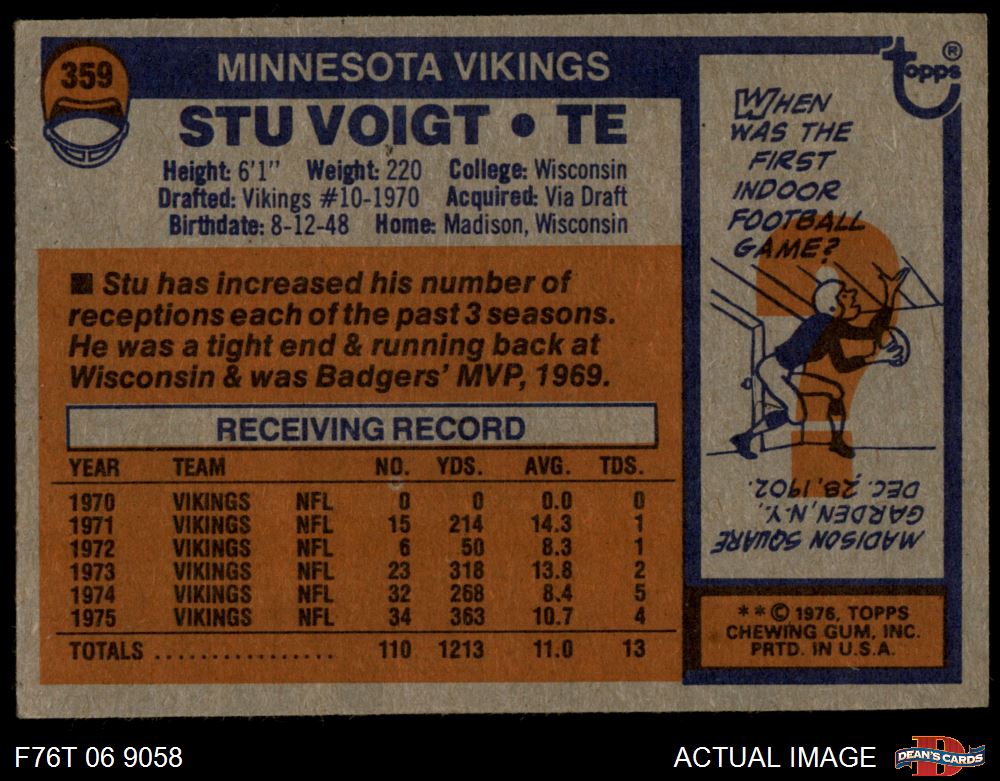 359
MINNESOTA VIKINGS
STU VOIGT • TE
Height: 6'1" Weight: 220 College: Wisconsin
Drafted: Vikings #10-1970 Acquired: Via Draft
Birthdate: 8-12-48 Home: Madison, Wisconsin
■ Stu has increased his number of
receptions each of the past 3 seasons.
He was a tight end & running back at
Wisconsin & was Badgers' MVP, 1969.
RECEIVING RECORD
YEAR TEAM NO. YDS. AVG. TDS.
1970 VIKINGS NFL 0 0 0.0 0
1971 VIKINGS NFL 15 214 14.3 1
1972 VIKINGS NFL 6 50 8.3 1
1973 VIKINGS NFL 23 318 13.8 2
1974 VIKINGS NFL 32 268 8.4 5
1975 VIKINGS NFL 34 363 10.7 4
TOTALS ................ 110 1213 11.0 13
topps®
WHEN
WAS THE
FIRST
INDOOR
FOOTBALL
GAME?
?
MADISON SQUARE
GARDEN, N.Y.
DEC. 28, 1902.
**© 1976, TOPPS
CHEWING GUM, INC.
PRTD. IN U.S.A.
F76T 06 9058
ACTUAL IMAGE
D
DEAN'S CARDS